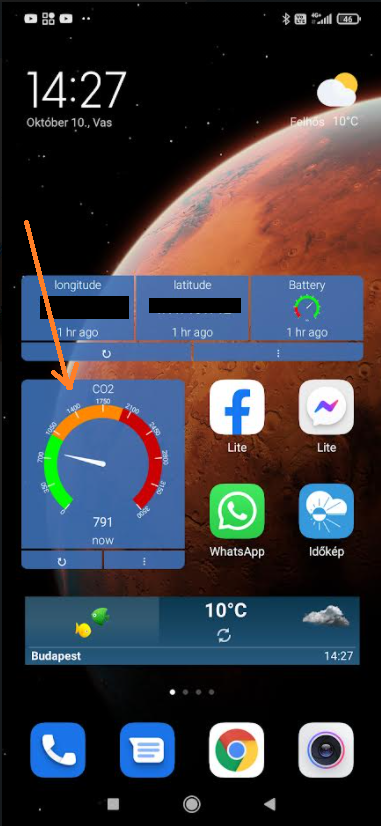 4G+
46
14:27
Október 10., Vas
Felhős 10°C
longitude
latitude
Battery
1 hr ago
1 hr ago
1 hr ago
CO2
0
350
700
1050
1400
1750
2100
2450
3500
791
now
Lite
Lite
WhatsApp
Időkép
10°C
Budapest
14:27